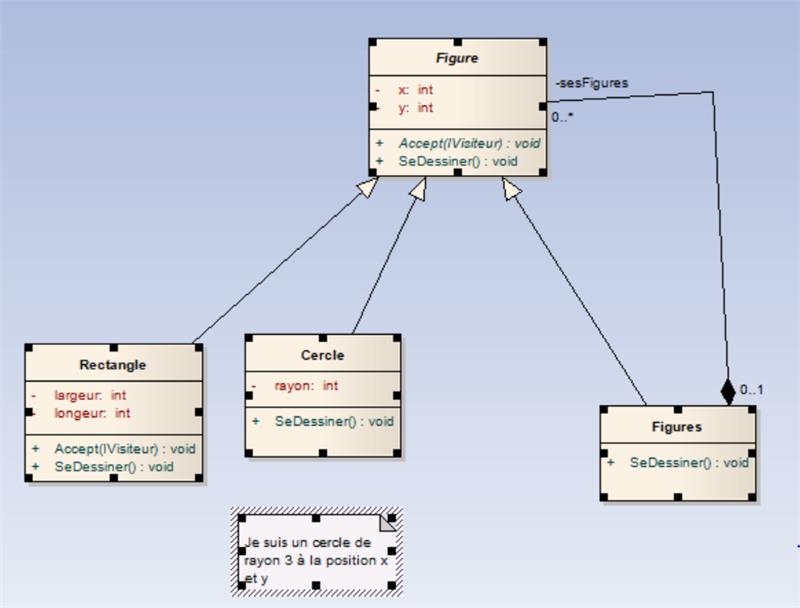 Figure
- x: int
- y: int
+ Accept(IVisiteur) : void
+ SeDessiner() : void
-sesFigures
0..*
Rectangle
- largeur: int
- longeur: int
+ Accept(IVisiteur) : void
+ SeDessiner() : void
Cercle
- rayon: int
+ SeDessiner() : void
0..1
Figures
+ SeDessiner() : void
Je suis un cercle de
rayon 3 à la position x
et y